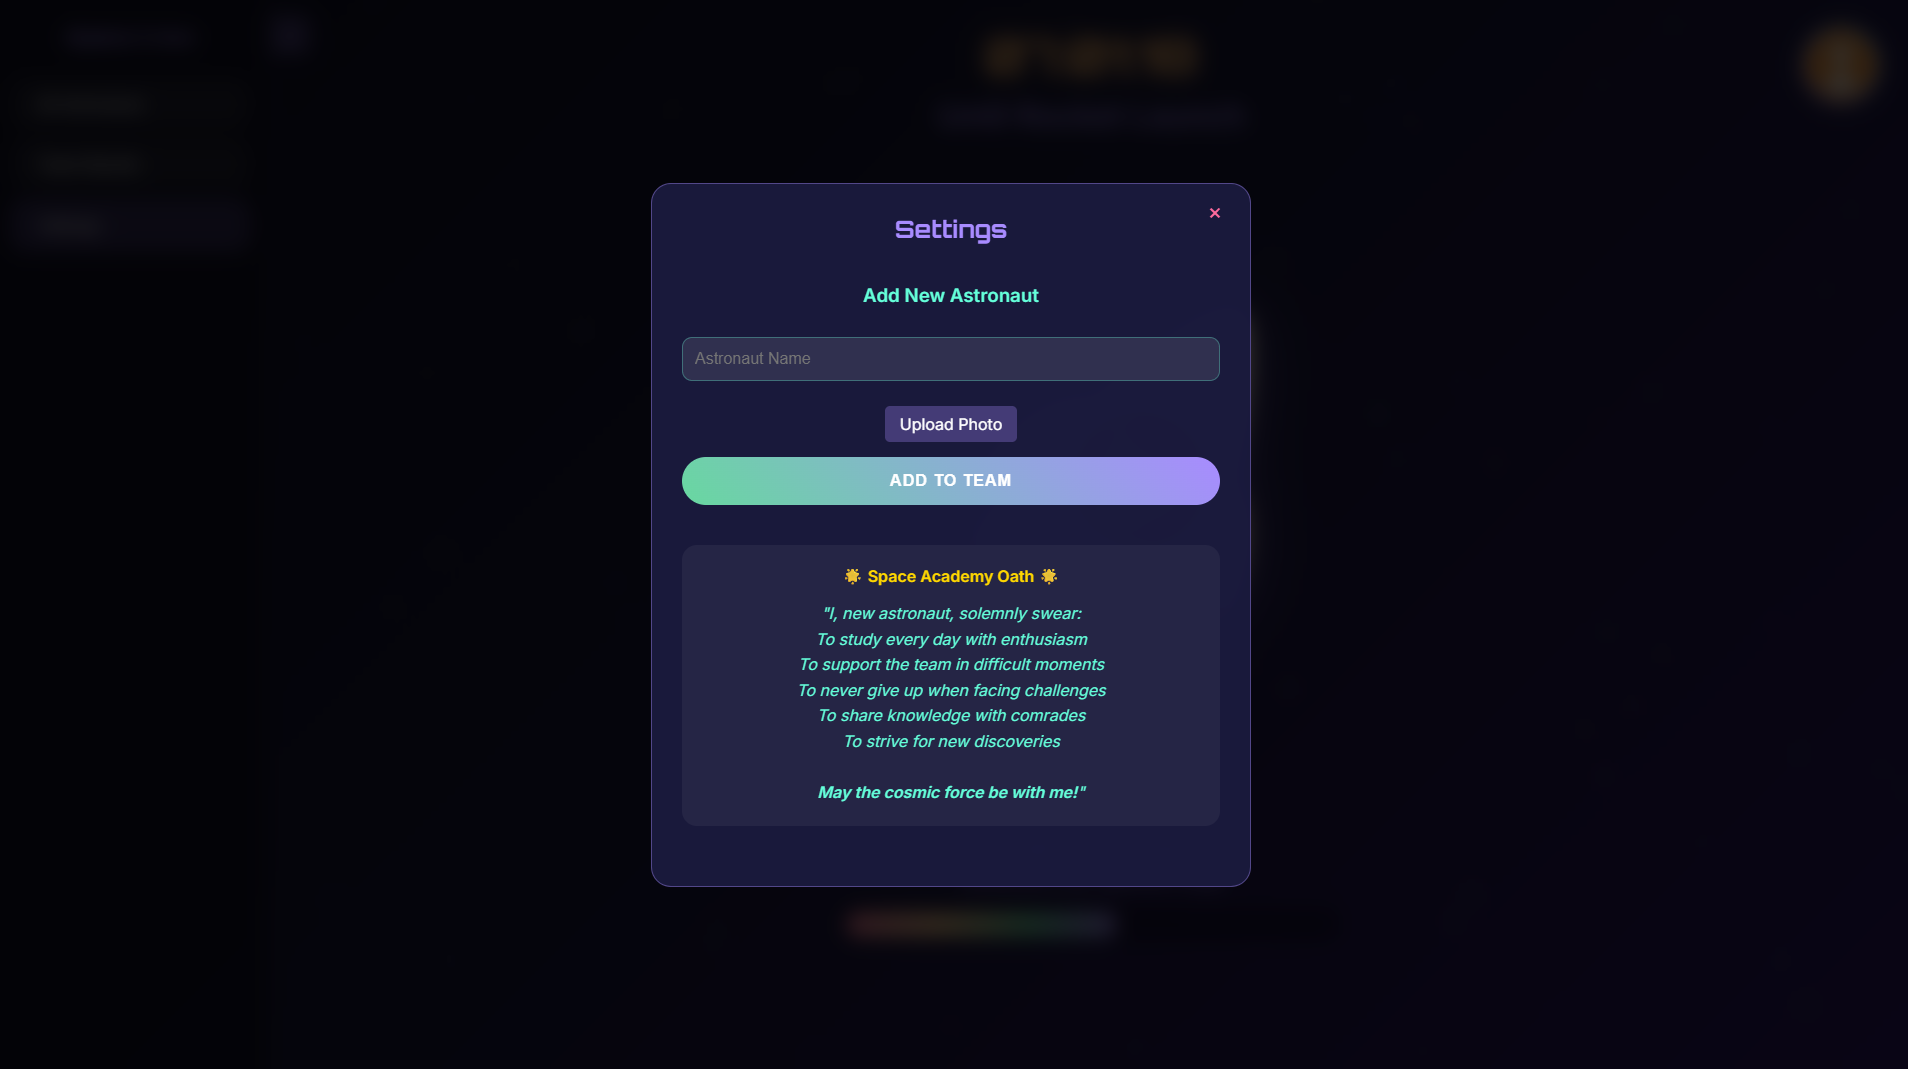 Settings
×
Add New Astronaut
Astronaut Name
Upload Photo
ADD TO TEAM
🌟 Space Academy Oath 🌟
"I, new astronaut, solemnly swear:
To study every day with enthusiasm
To support the team in difficult moments
To never give up when facing challenges
To share knowledge with comrades
To strive for new discoveries
May the cosmic force be with me!"